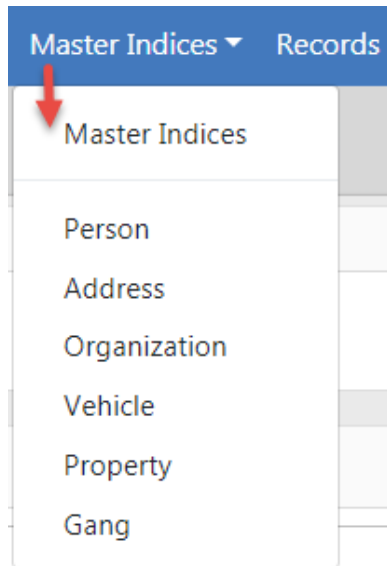 Master Indices Records
Master Indices
Person
Address
Organization
Vehicle
Property
Gang